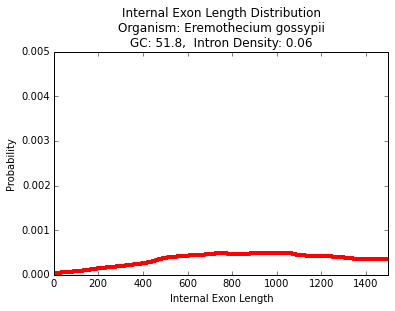 Internal Exon Length Distribution
Organism: Eremothecium gossypii
GC: 51.8,  Intron Density: 0.06
0.005
0.004
0.003
0.002
0.001
0.000
Probability
0 200 400 600 800 1000 1200 1400
Internal Exon Length